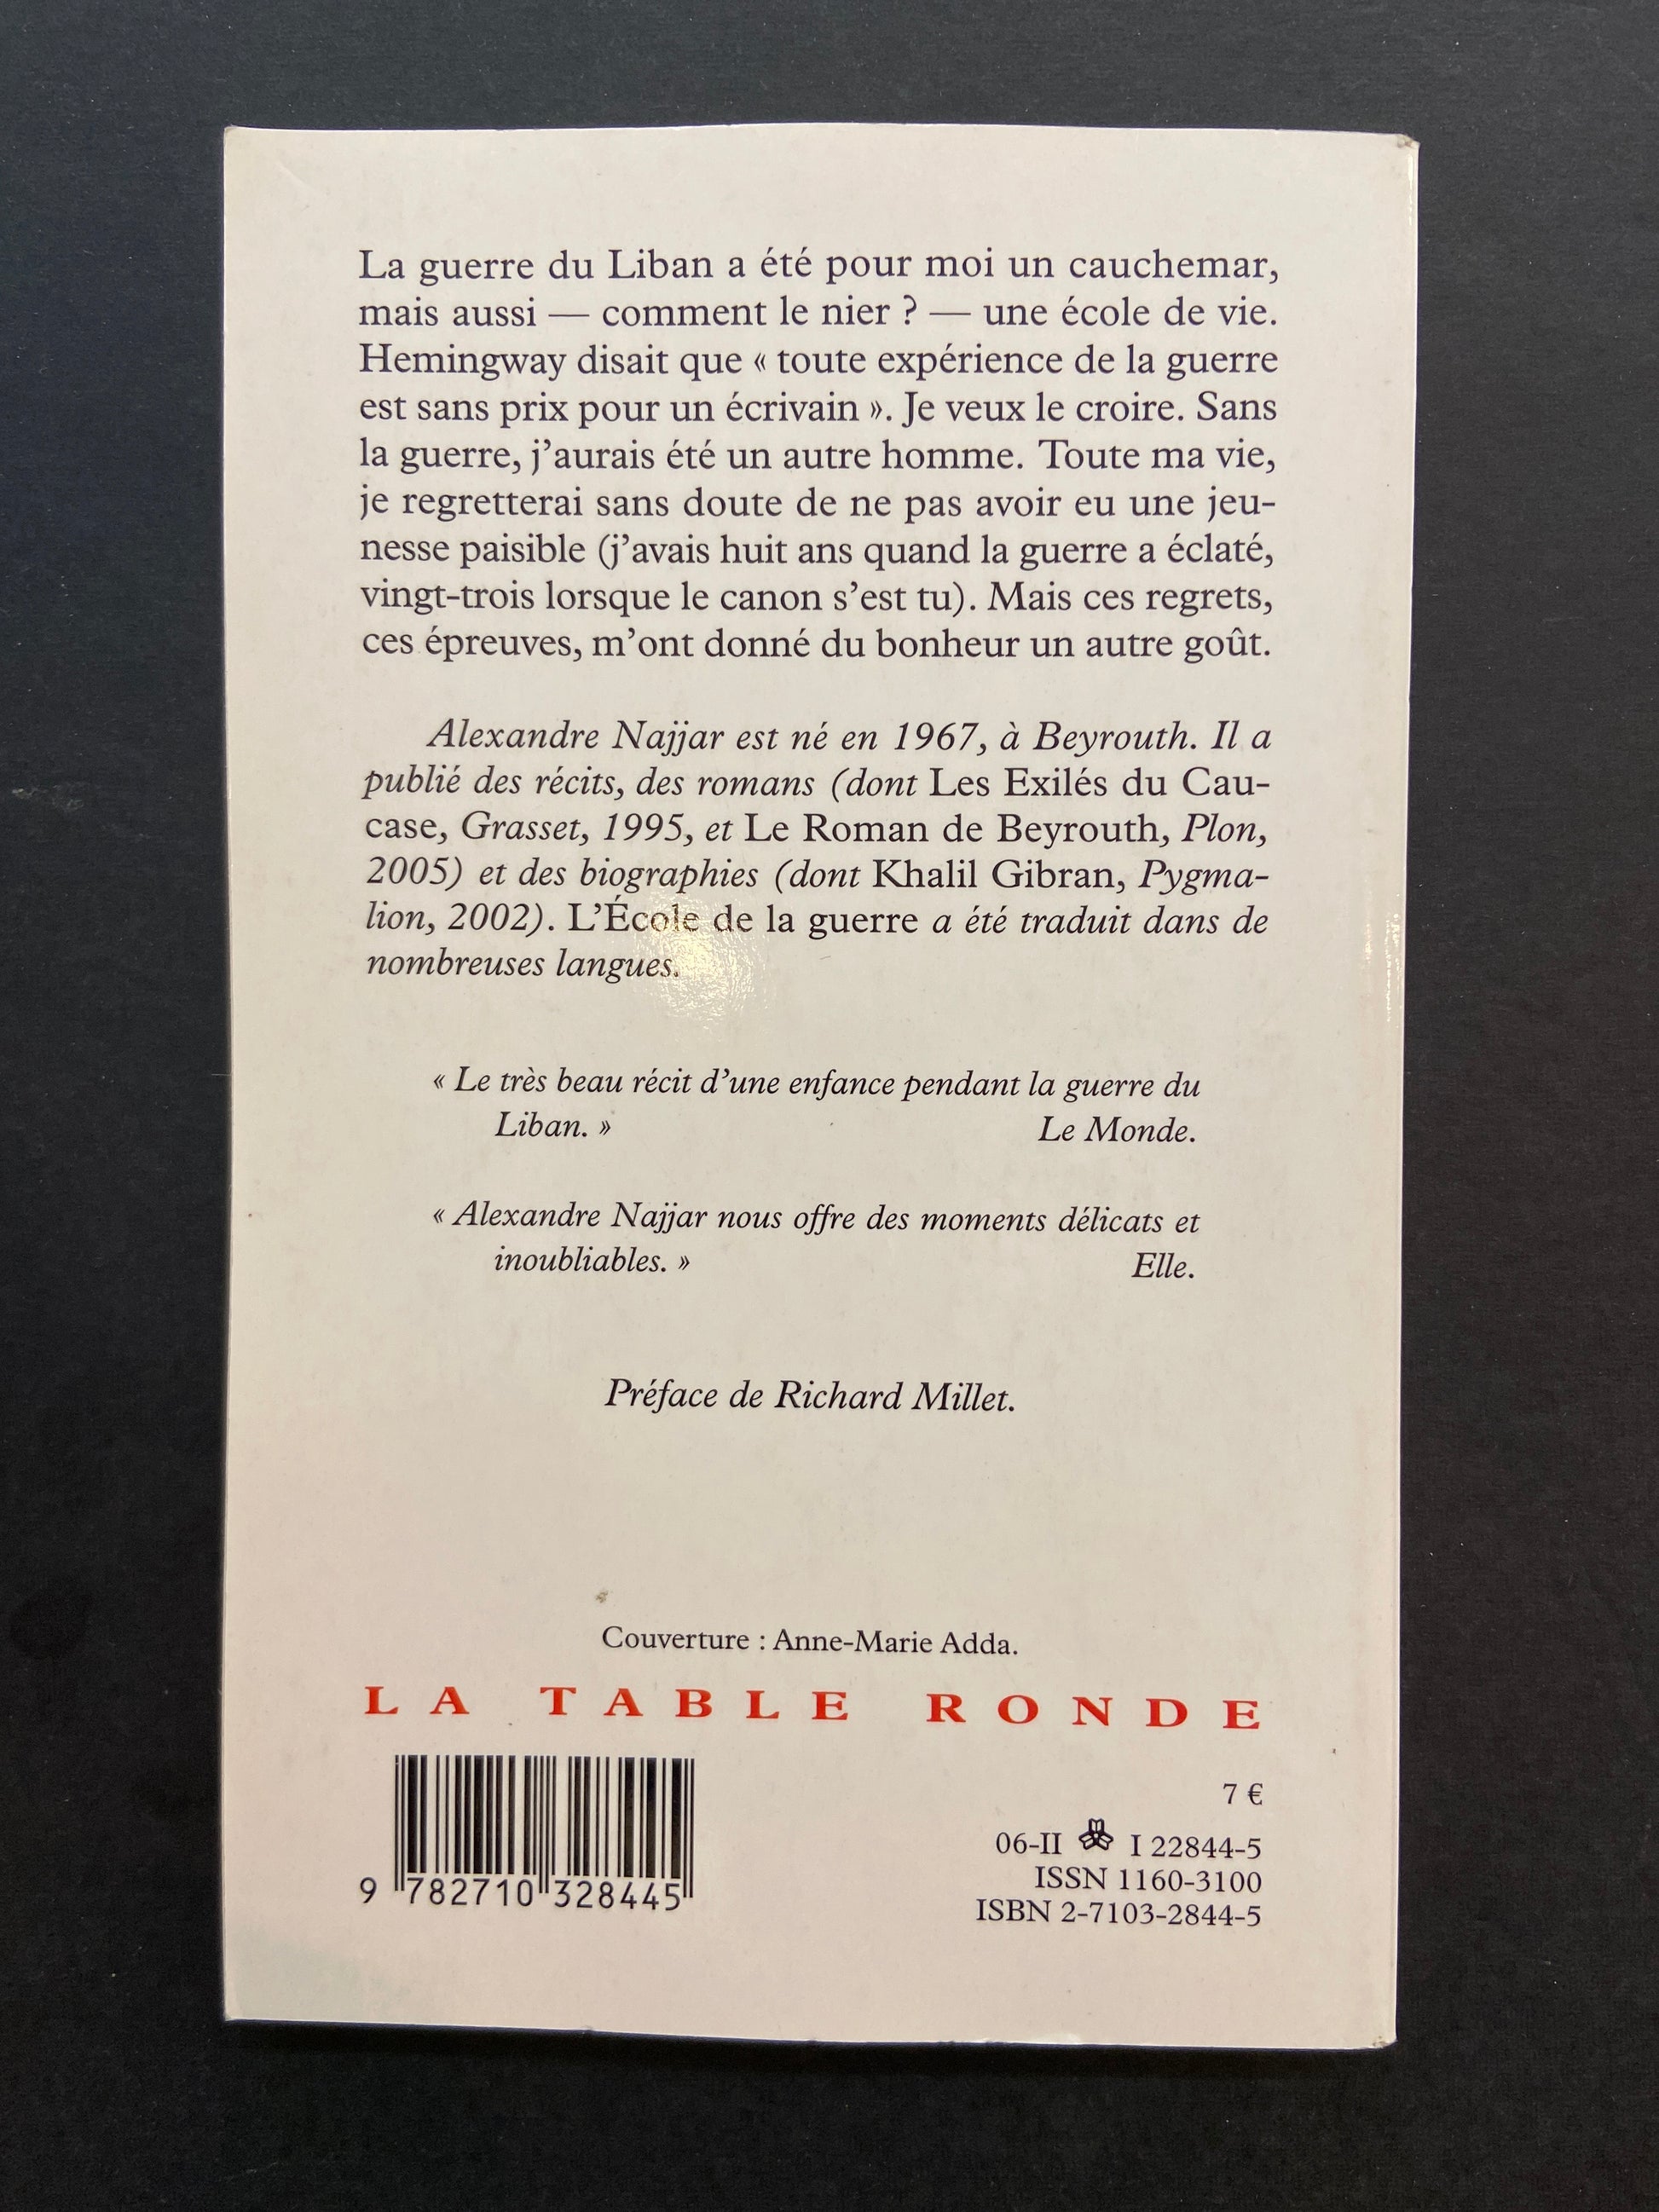 La guerre du Liban a été pour moi un cauchemar,
mais aussi — comment le nier ? — une école de vie.
Hemingway disait que « toute expérience de la guerre
est sans prix pour un écrivain ». Je veux le croire. Sans
la guerre, j’aurais été un autre homme. Toute ma vie,
je regretterai sans doute de ne pas avoir eu une jeu-
nesse paisible (j’avais huit ans quand la guerre a éclaté,
vingt-trois lorsque le canon s’est tu). Mais ces regrets,
ces épreuves, m’ont donné du bonheur un autre goût.
Alexandre Najjar est né en 1967, à Beyrouth. Il a
publié des récits, des romans (dont Les Exilés du Cau-
case, Grasset, 1995, et Le Roman de Beyrouth, Plon,
2005) et des biographies (dont Khalil Gibran, Pygma-
lion, 2002). L’École de la guerre a été traduit dans de
nombreuses langues.
« Le très beau récit d’une enfance pendant la guerre du
Liban. » Le Monde.
« Alexandre Najjar nous offre des moments délicats et
inoubliables. » Elle.
Préface de Richard Millet.
Couverture : Anne-Marie Adda.
LA TABLE RONDE
7 €
06-II I 22844-5
ISSN 1160-3100
ISBN 2-7103-2844-5
9 782710 328445